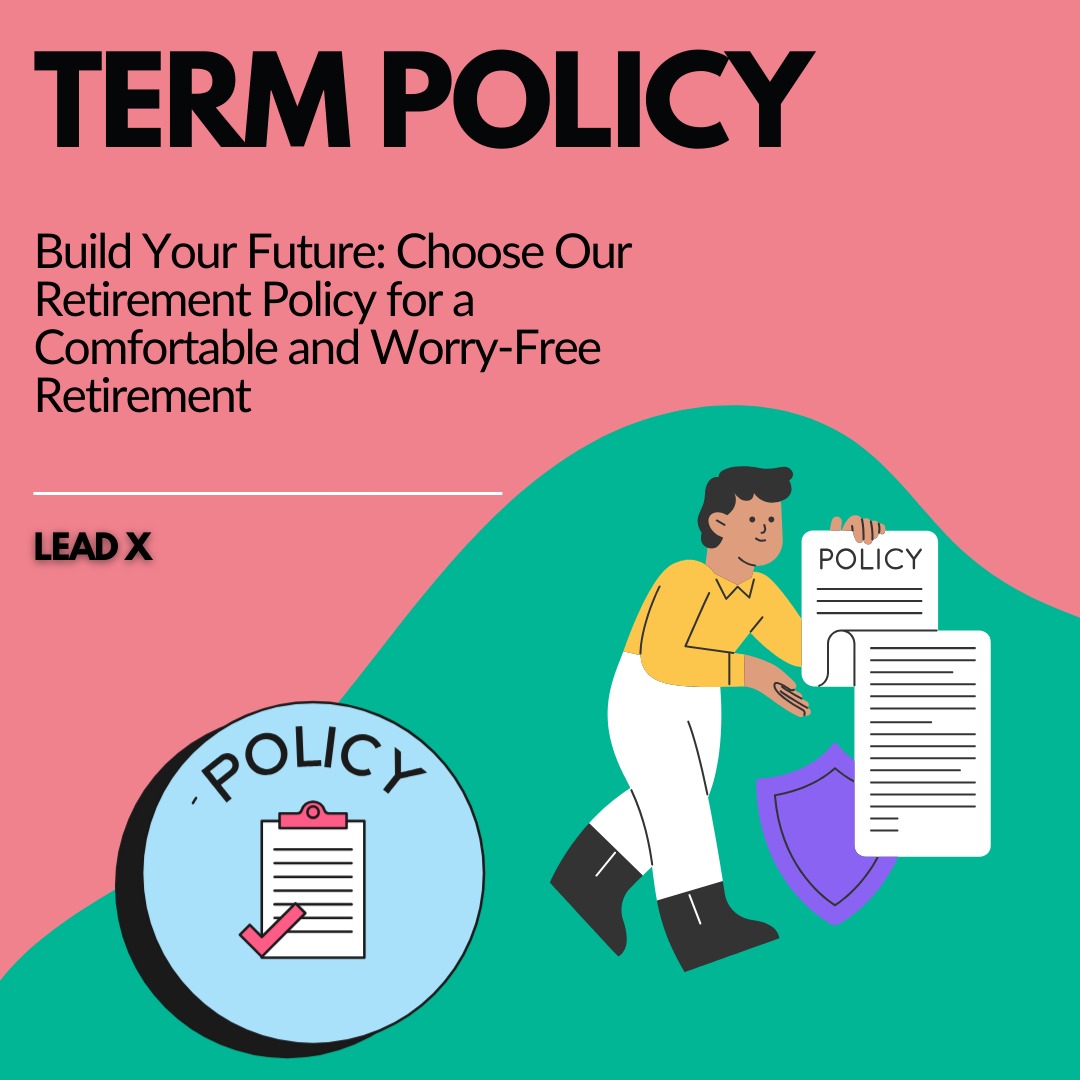 TERM POLICY
Build Your Future: Choose Our
Retirement Policy for a
Comfortable and Worry-Free
Retirement
LEAD X
POLICY
POLICY